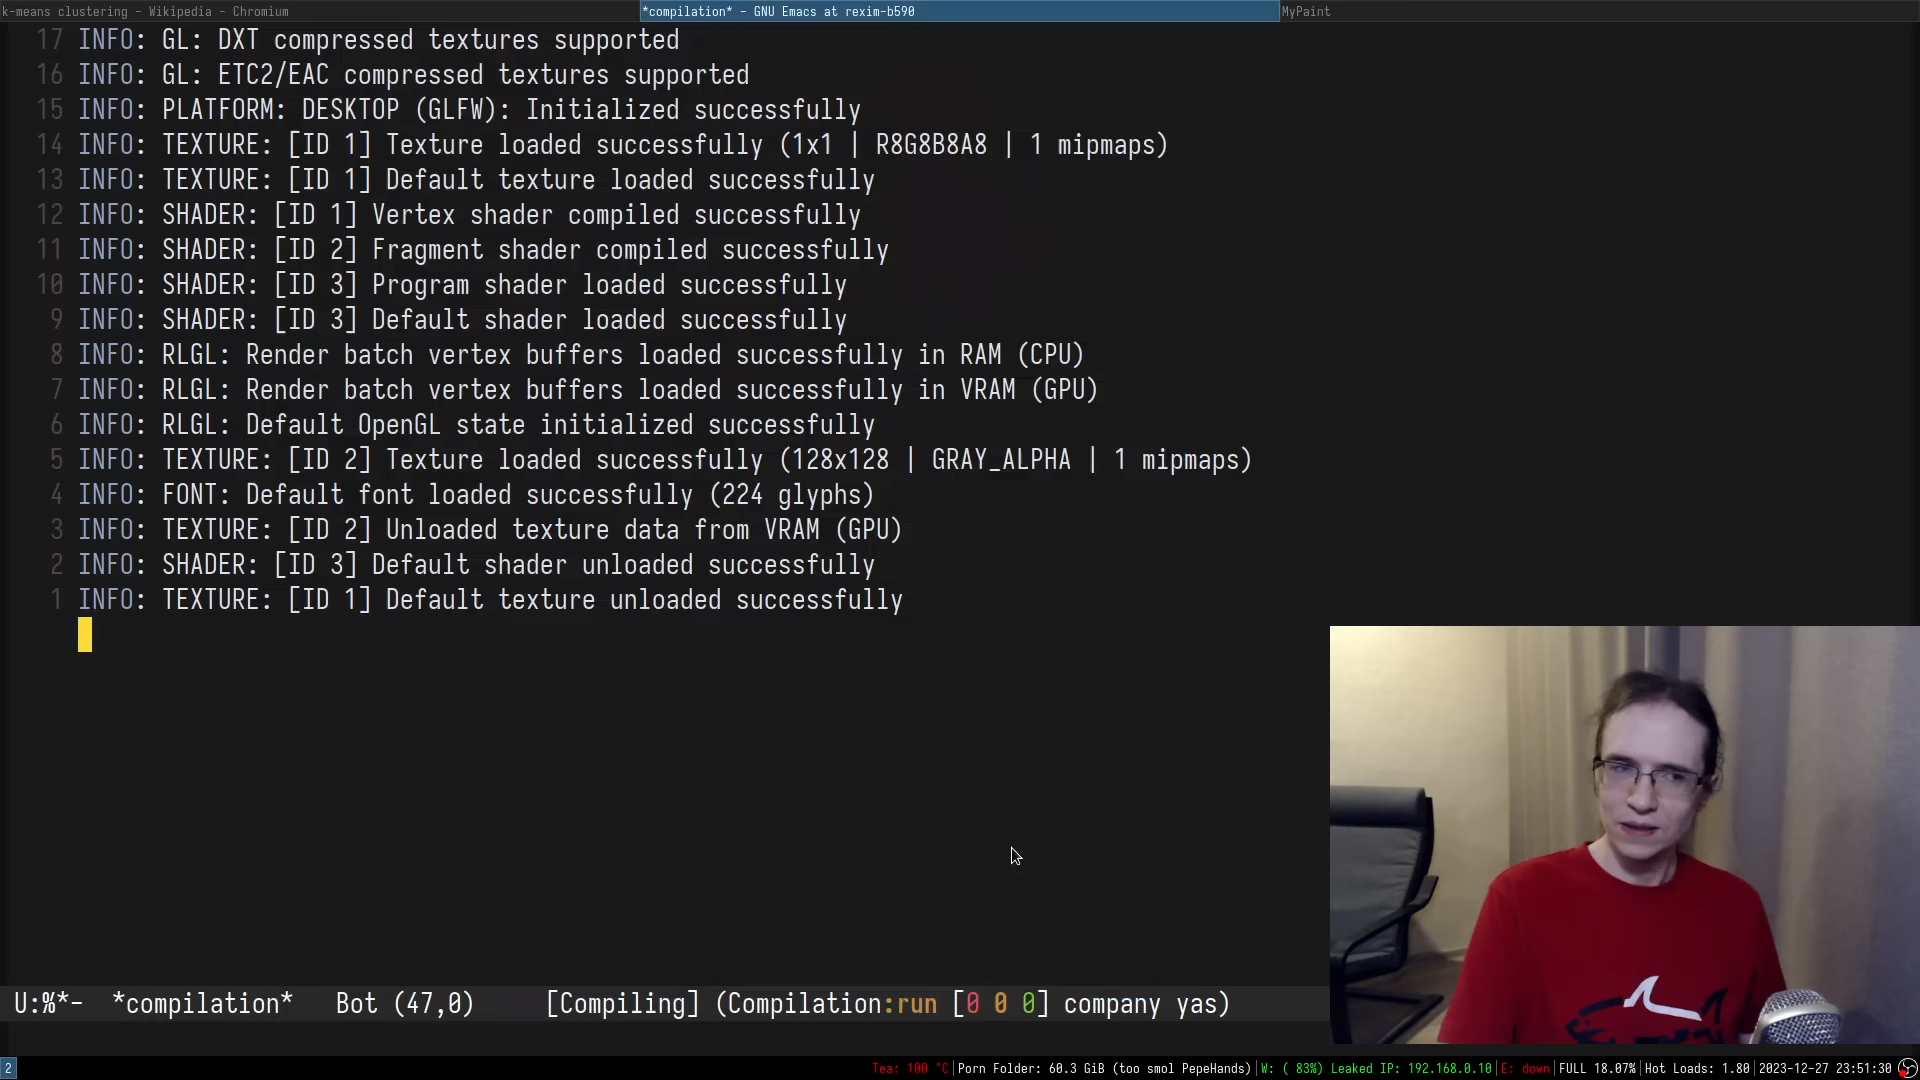 k-means clustering - Wikipedia - Chromium
*compilation* - GNU Emacs at rexim-b590
MyPaint
17 INFO: GL: DXT compressed textures supported
16 INFO: GL: ETC2/EAC compressed textures supported
15 INFO: PLATFORM: DESKTOP (GLFW): Initialized successfully
14 INFO: TEXTURE: [ID 1] Texture loaded successfully (1x1 | R8G8B8A8 | 1 mipmaps)
13 INFO: TEXTURE: [ID 1] Default texture loaded successfully
12 INFO: SHADER: [ID 1] Vertex shader compiled successfully
11 INFO: SHADER: [ID 2] Fragment shader compiled successfully
10 INFO: SHADER: [ID 3] Program shader loaded successfully
9 INFO: SHADER: [ID 3] Default shader loaded successfully
8 INFO: RLGL: Render batch vertex buffers loaded successfully in RAM (CPU)
7 INFO: RLGL: Render batch vertex buffers loaded successfully in VRAM (GPU)
6 INFO: RLGL: Default OpenGL state initialized successfully
5 INFO: TEXTURE: [ID 2] Texture loaded successfully (128x128 | GRAY_ALPHA | 1 mipmaps)
4 INFO: FONT: Default font loaded successfully (224 glyphs)
3 INFO: TEXTURE: [ID 2] Unloaded texture data from VRAM (GPU)
2 INFO: SHADER: [ID 3] Default shader unloaded successfully
1 INFO: TEXTURE: [ID 1] Default texture unloaded successfully
U:%*- *compilation* Bot (47,0) [Compiling] (Compilation:run [0 0 0] company yas)
2 Tea: 100 °C|Porn Folder: 60.3 GiB (too smol PepeHands)|W: ( 83%) Leaked IP: 192.168.0.10|E: down|FULL 18.07%|Hot Loads: 1.80|2023-12-27 23:51:30